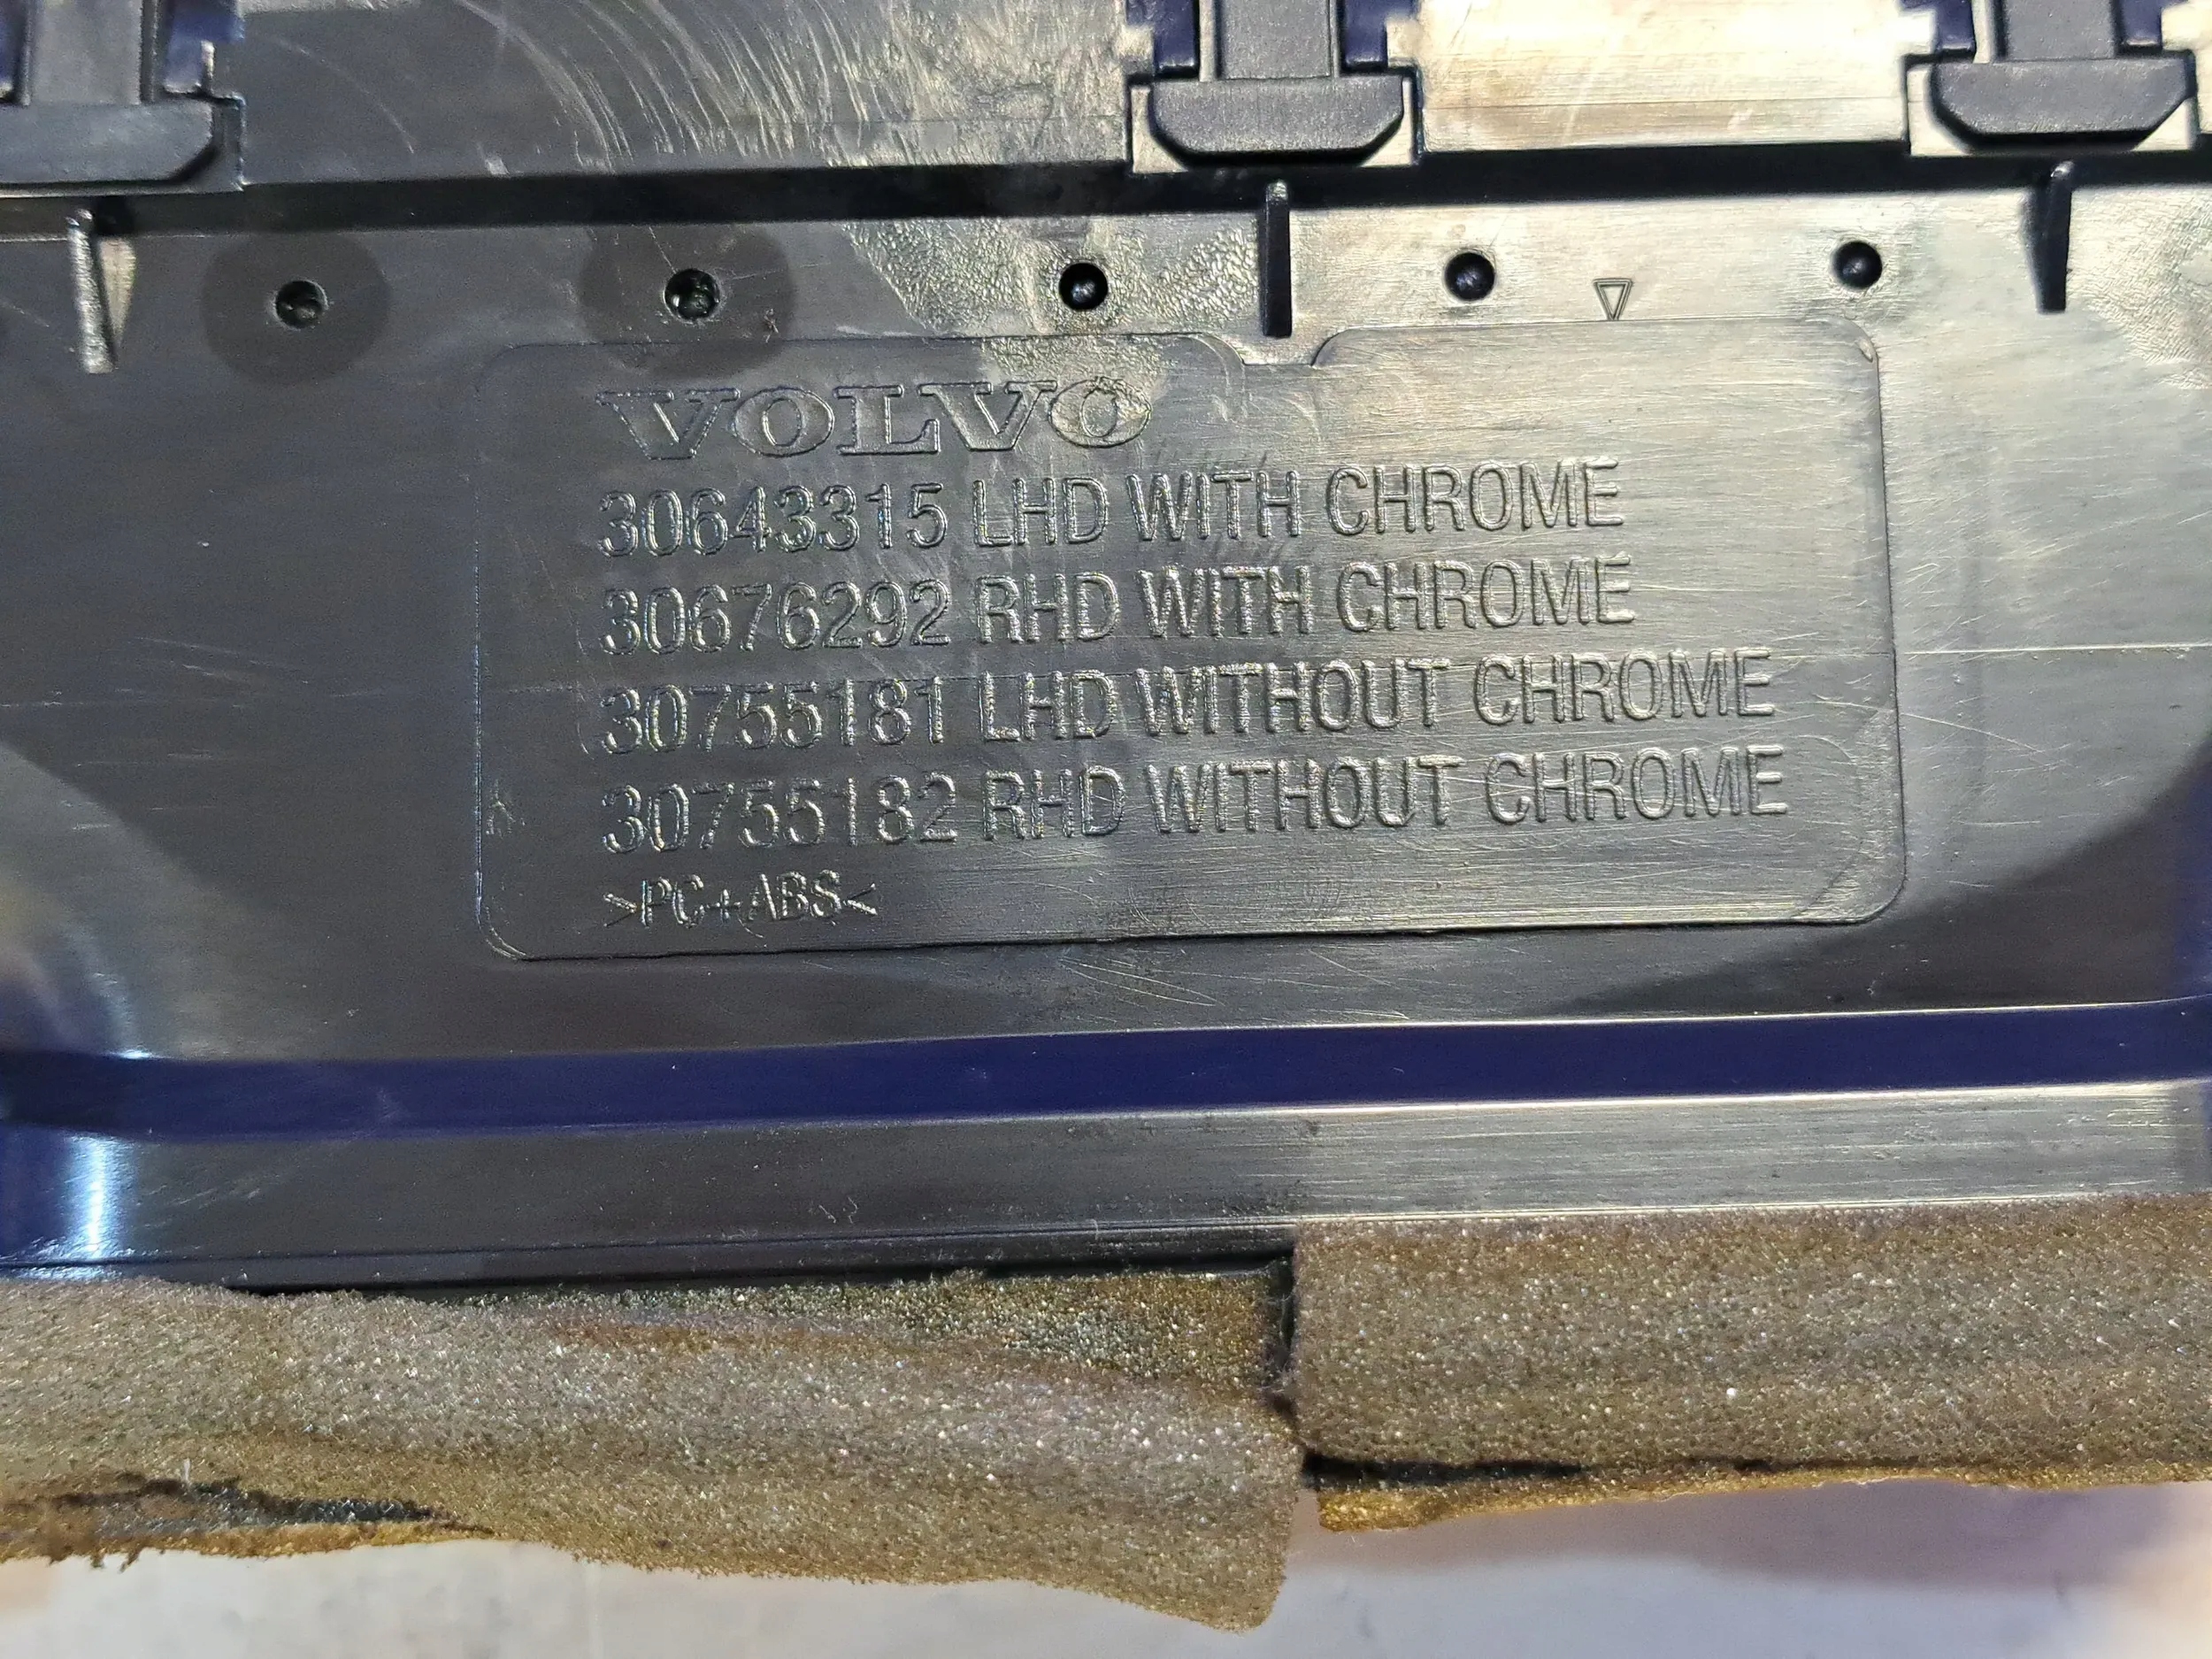 VOLVO
30643315 LHD WITH CHROME
30676292 RHD WITH CHROME
30755181 LHD WITHOUT CHROME
30755182 RHD WITHOUT CHROME
>PC+ABS<